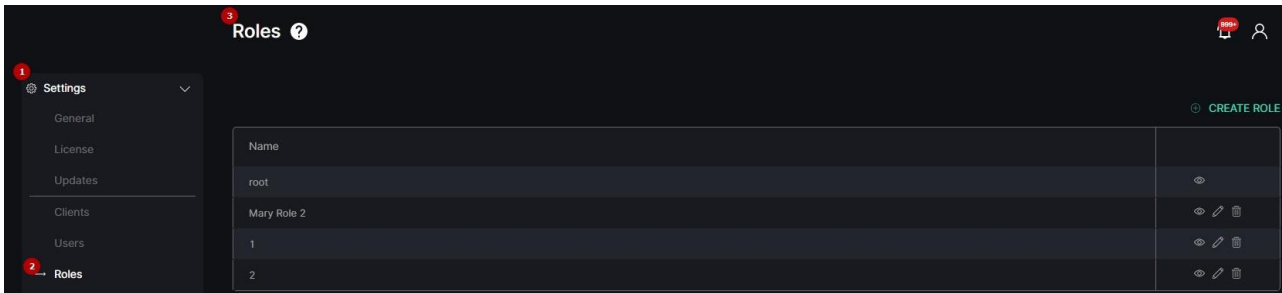 3
Roles ?
999+
1
Settings
General
License
Updates
Clients
Users
2
Roles
CREATE ROLE
Name
root
Mary Role 2
1
2